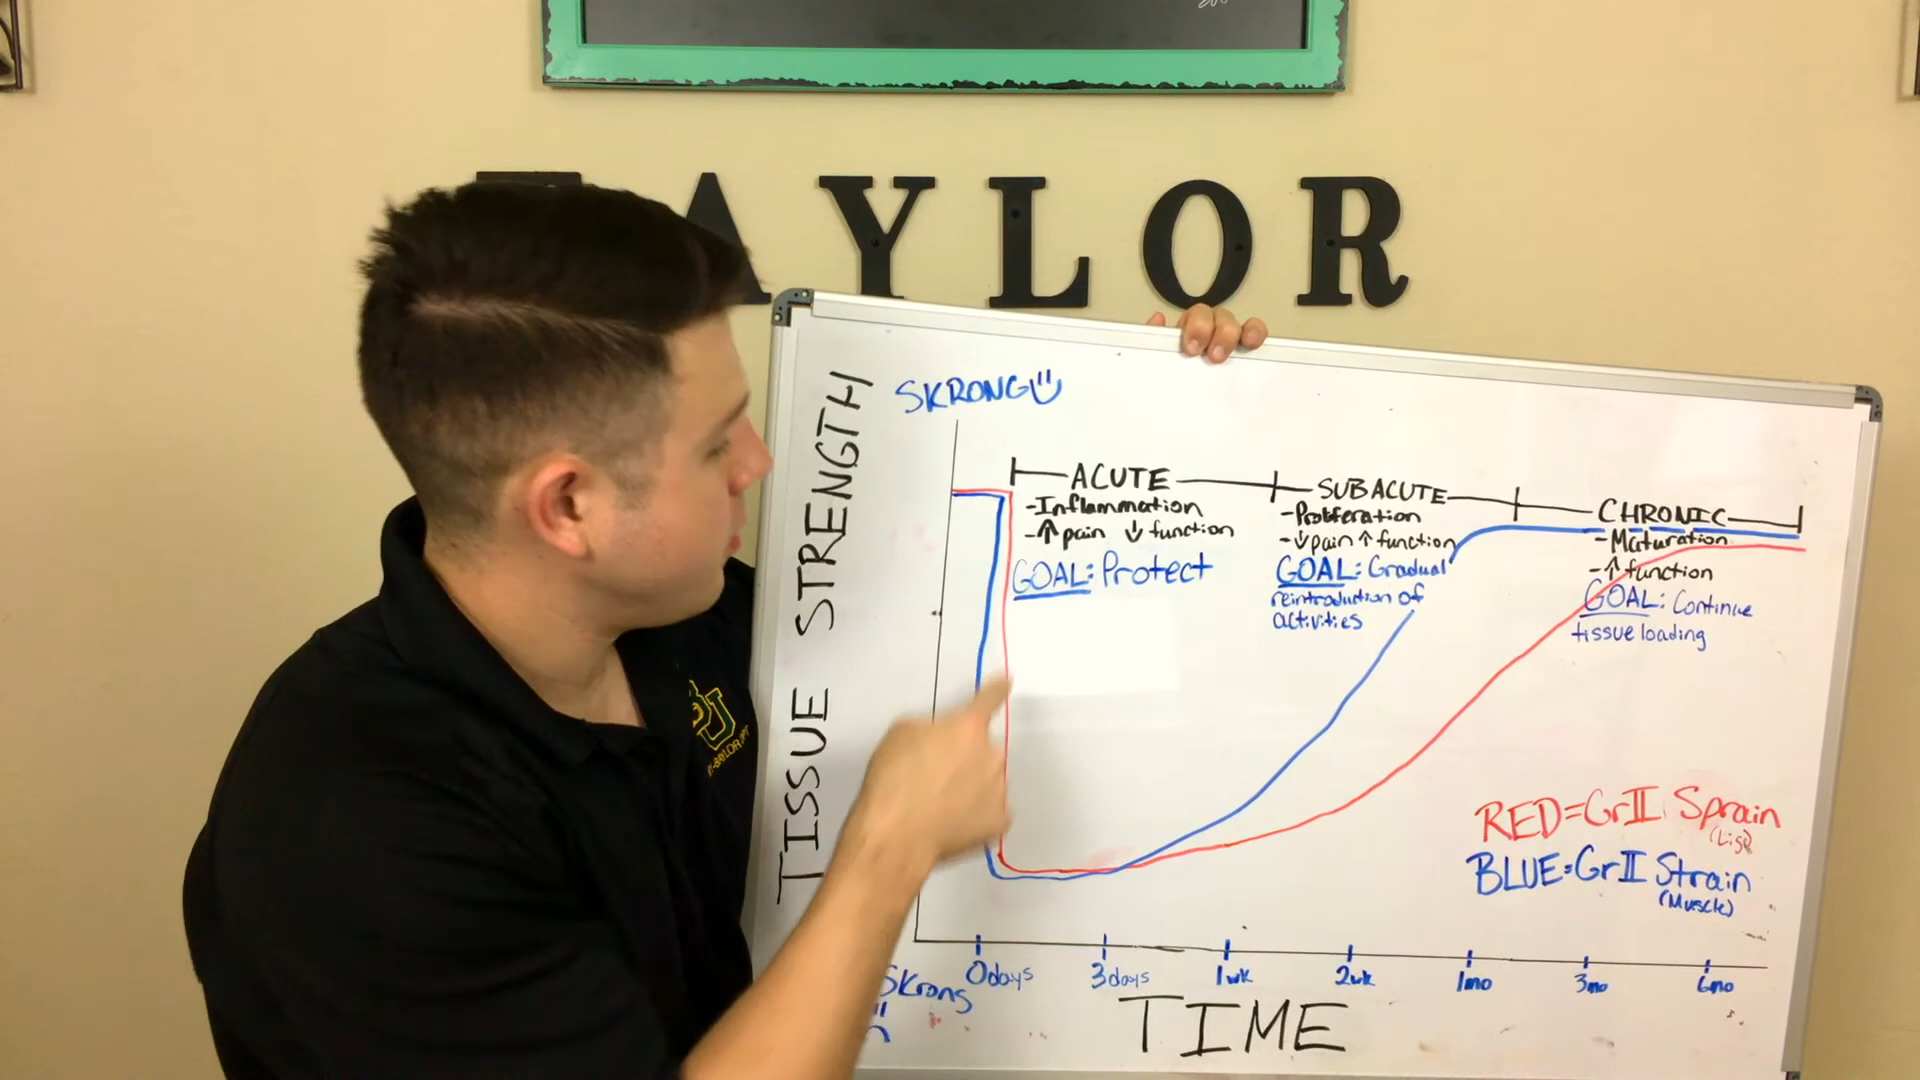 AYLOR
SKRONG
TISSUE STRENGTH
ACUTE
-Inflammation
-↑ pain ↓ function
GOAL: Protect
SUBACUTE
-Proliferation
-↓ pain ↑ function
GOAL: Gradual
reintroduction of
activities
CHRONIC
-Maturation
-↑ function
GOAL: Continue
tissue loading
RED=GrII Sprain
(Lig)
BLUE=GrII Strain
(Muscle)
0days 3days 1wk 2wk 1mo 3mo 6mo
Skrong
TIME
BU